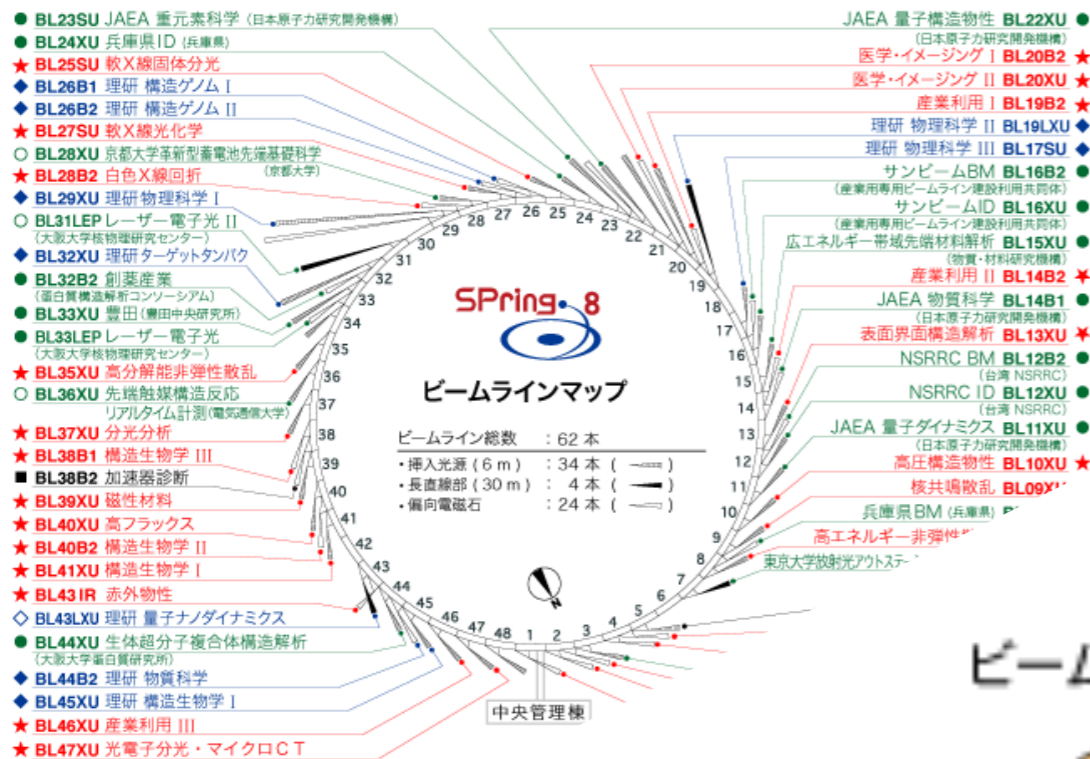 BL23SU JAEA 重元素科学 (日本原子力研究開発機構)
BL24XU 兵庫県ID (兵庫県)
BL25SU 軟X線固体分光
BL26B1 理研 構造ゲノム I
BL26B2 理研 構造ゲノム II
BL27SU 軟X線光化学
BL28XU 京都大学革新型蓄電池先端基礎科学
(京都大学)
BL28B2 白色X線回折
BL29XU 理研物理科学 I
BL31LEP レーザー電子光 II
(大阪大学核物理研究センター)
BL32XU 理研ターゲットタンパク
BL32B2 創薬産業
(蛋白質構造解析コンソーシアム)
BL33XU 豊田 (豊田中央研究所)
BL33LEP レーザー電子光
(大阪大学核物理研究センター)
BL35XU 高分解能非弾性散乱
BL36XU 先端触媒構造反応
リアルタイム計測 (電気通信大学)
BL37XU 分光分析
BL38B1 構造生物学 III
BL38B2 加速器診断
BL39XU 磁性材料
BL40XU 高フラックス
BL40B2 構造生物学 II
BL41XU 構造生物学 I
BL43IR 赤外物性
BL43LXU 理研 量子ナノダイナミクス
BL44XU 生体超分子複合体構造解析
(大阪大学蛋白質研究所)
BL44B2 理研 物質科学
BL45XU 理研 構造生物学 I
BL46XU 産業利用 III
BL47XU 光電子分光・マイクロCT
JAEA 量子構造物性 BL22XU
(日本原子力研究開発機構)
医学・イメージング I BL20B2
医学・イメージング II BL20XU
産業利用 I BL19B2
理研 物理科学 II BL19LXU
理研 物理科学 III BL17SU
サンビームBM BL16B2
(産業用専用ビームライン建設利用共同体)
サンビームID BL16XU
(産業用専用ビームライン建設利用共同体)
広エネルギー帯域先端材料解析 BL15XU
(物質・材料研究機構)
産業利用 II BL14B2
JAEA 物質科学 BL14B1
(日本原子力研究開発機構)
表面界面構造解析 BL13XU
NSRRC BM BL12B2
(台湾 NSRRC)
NSRRC ID BL12XU
(台湾 NSRRC)
JAEA 量子ダイナミクス BL11XU
(日本原子力研究開発機構)
高圧構造物性 BL10XU
核共鳴散乱 BL09XU
兵庫県BM (兵庫県)
高エネルギー非弾性
東京大学放射光アウトステー
SPring-8
ビームラインマップ
ビームライン総数 : 62 本
・挿入光源 (6 m) : 34 本 ( )
・長直線部 (30 m) : 4 本 ( )
・偏向電磁石 : 24 本 ( )
N
1
2
3
4
5
6
7
8
9
10
11
12
13
14
15
16
17
18
19
20
21
22
23
24
25
26
27
28
29
30
31
32
33
34
35
36
37
38
39
40
41
42
43
44
45
46
47
48
中央管理棟
ビーム